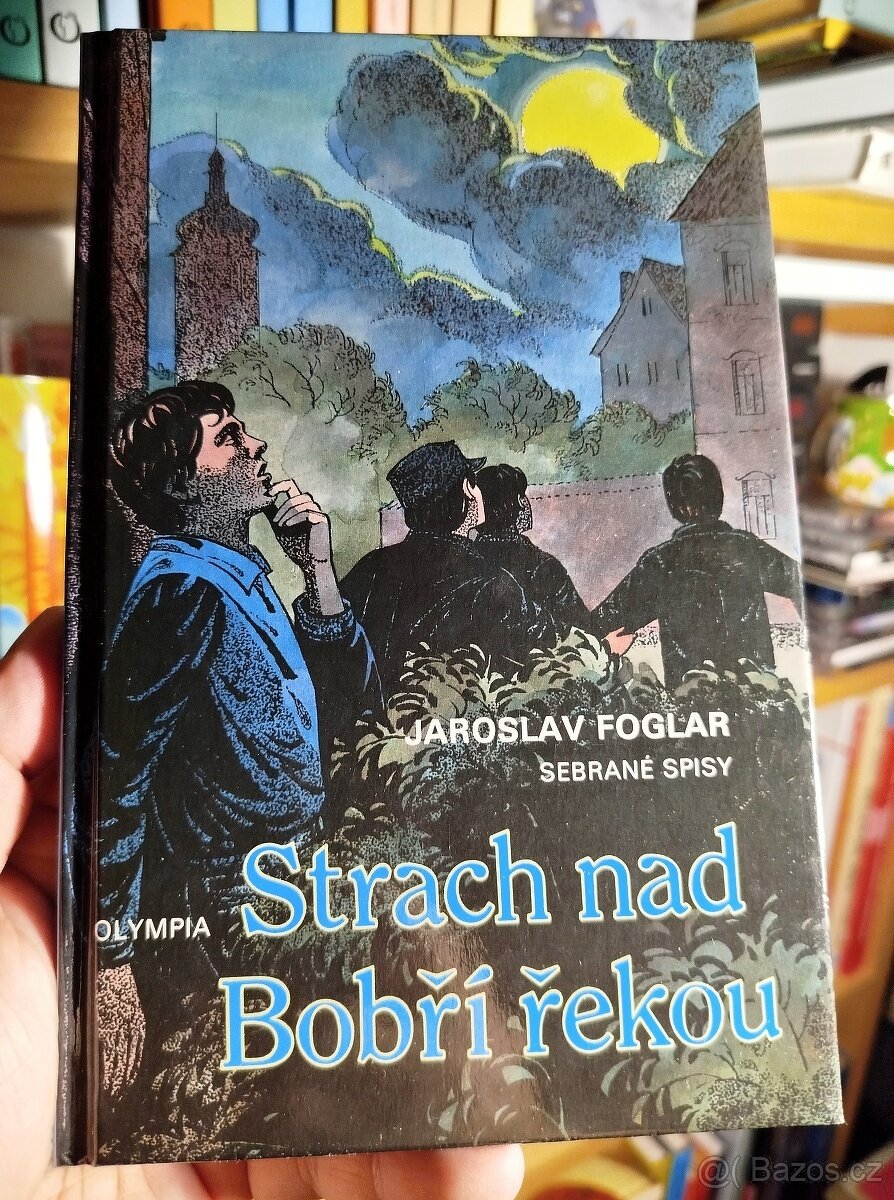 JAROSLAV FOGLAR
SEBRANÉ SPISY
OLYMPIA
Strach nad
Bobří řekou
@( Bazos.cz